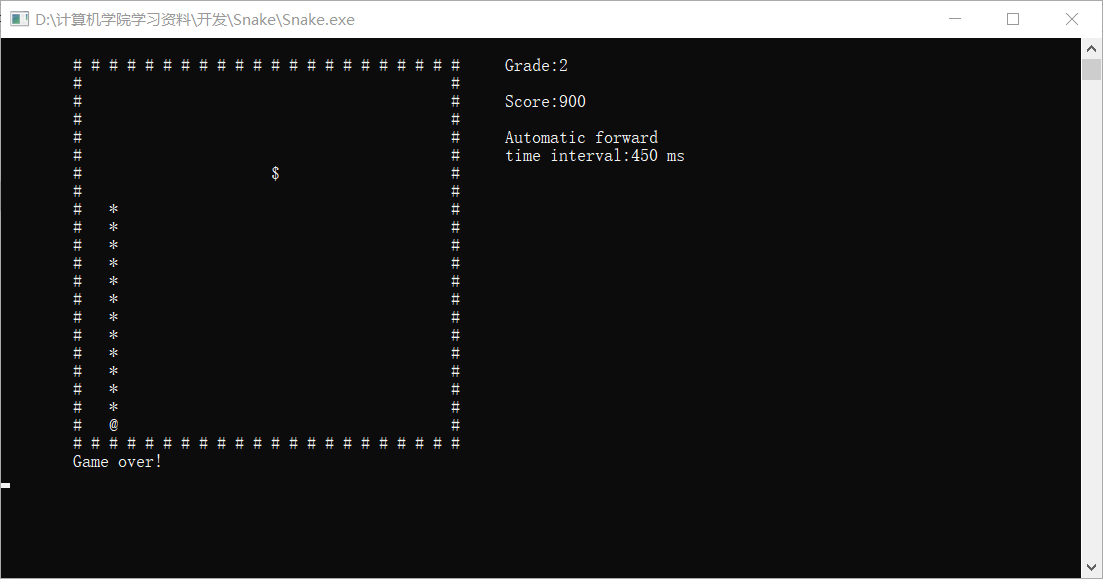 D:\计算机学院学习资料\开发\Snake\Snake.exe
# # # # # # # # # # # # # # # # # # # # # # Grade:2
# #
# # Score:900
# #
# # Automatic forward
# # time interval:450 ms
# $ #
# #
# * #
# * #
# * #
# * #
# * #
# * #
# * #
# * #
# * #
# * #
# * #
# * #
# @ #
# # # # # # # # # # # # # # # # # # # # # #
Game over!